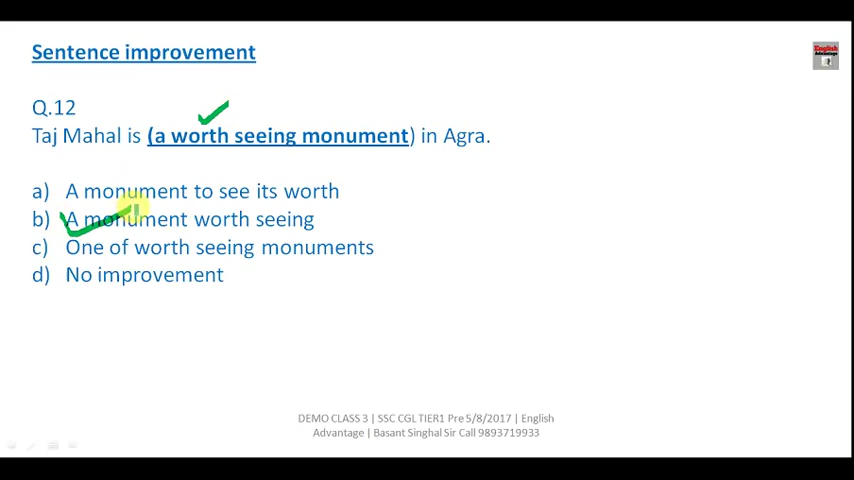 Sentence improvement
English
Advantage
Q.12
Taj Mahal is (a worth seeing monument) in Agra.
a) A monument to see its worth
b) A monument worth seeing
c) One of worth seeing monuments
d) No improvement
DEMO CLASS 3 | SSC CGL TIER1 Pre 5/8/2017 | English
Advantage | Basant Singhal Sir Call 9893719933